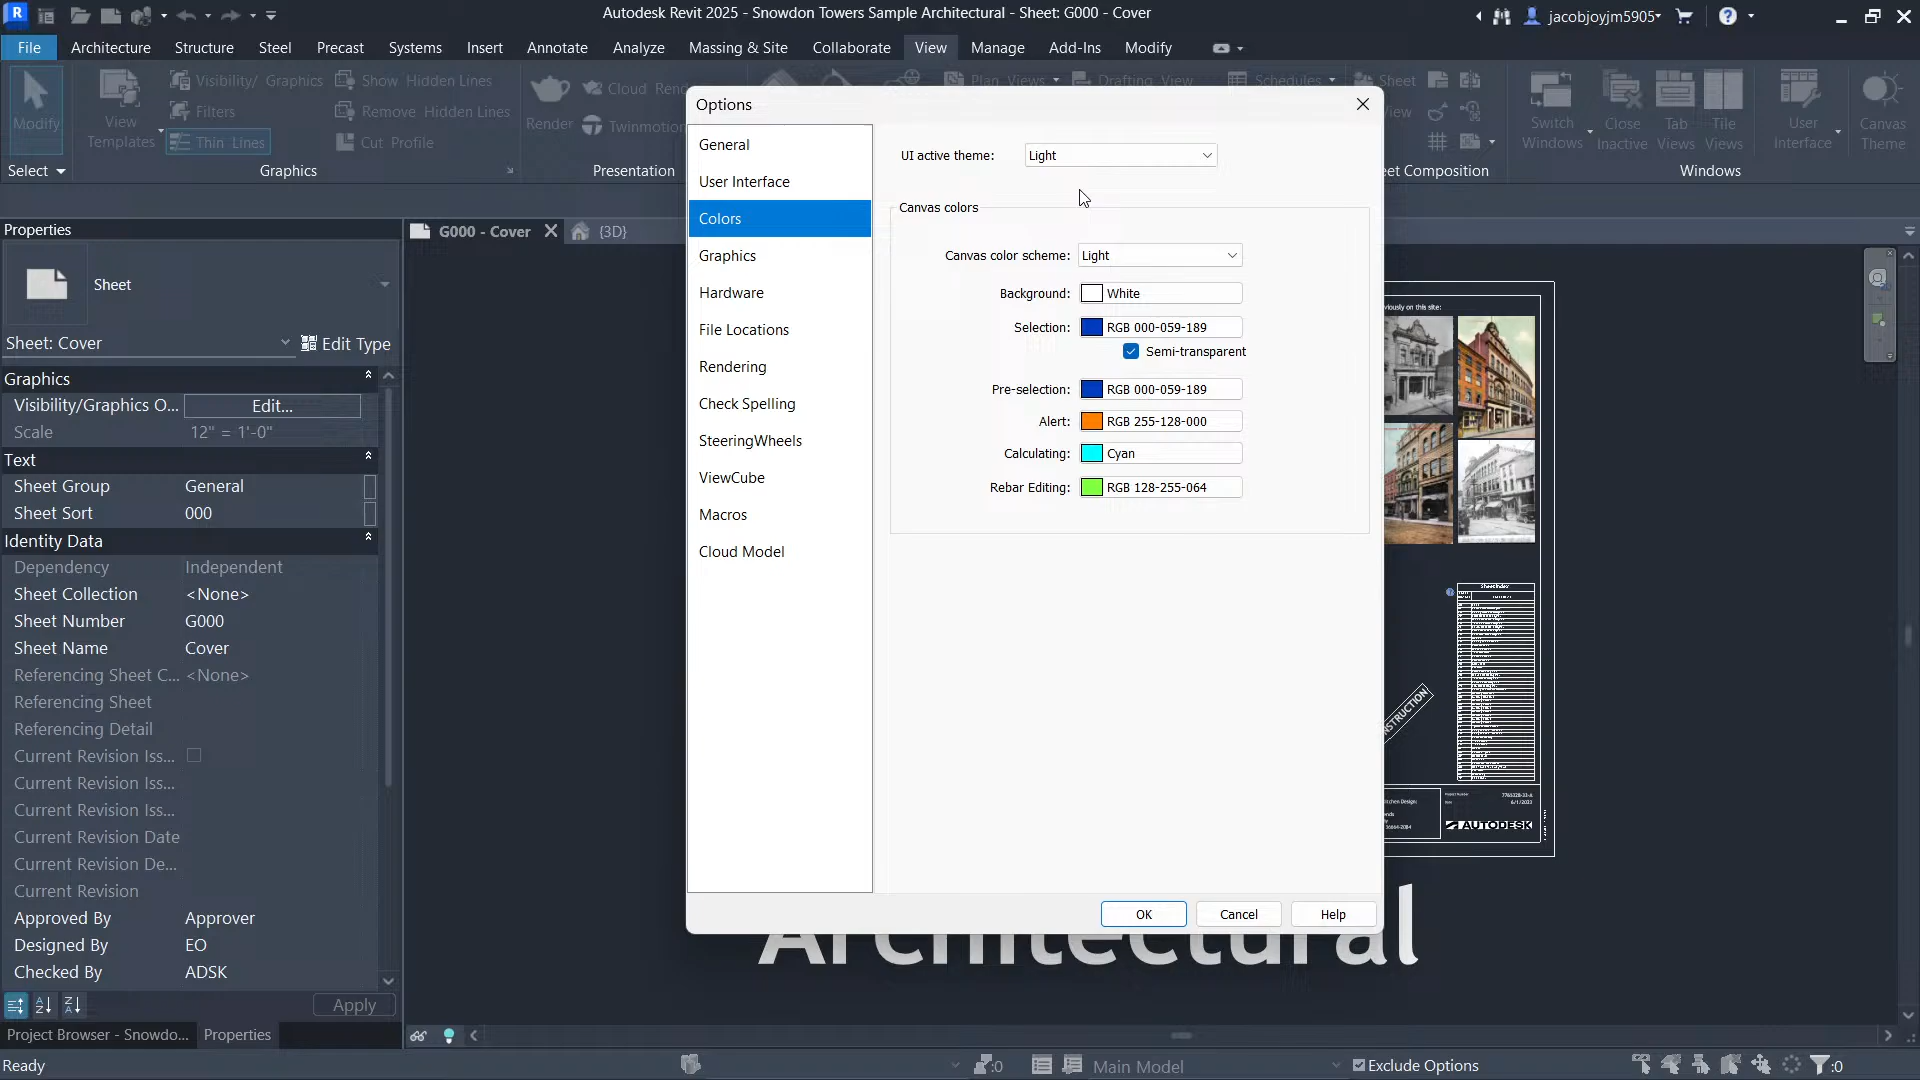 Autodesk Revit 2025 - Snowdon Towers Sample Architectural - Sheet: G000 - Cover
jacobjoyjm5905
File Architecture Structure Steel Precast Systems Insert Annotate Analyze Massing & Site Collaborate View Manage Add-Ins Modify
Modify
View
Templates
Visibility/ Graphics
Filters
Thin Lines
Show Hidden Lines
Remove Hidden Lines
Cut Profile
Render
Cloud
Twinmotion
Plan Views
Drafting View
Schedules
Sheet
View
Switch
Windows
Close
Inactive
Tab
Views
Tile
Views
User
Interface
Canvas
Theme
Select Graphics Presentation et Composition Windows
Properties
G000 - Cover
{3D}
Sheet
Sheet: Cover
Edit Type
Graphics
Visibility/Graphics O... Edit...
Scale 12" = 1'-0"
Text
Sheet Group General
Sheet Sort 000
Identity Data
Dependency Independent
Sheet Collection <None>
Sheet Number G000
Sheet Name Cover
Referencing Sheet C... <None>
Referencing Sheet
Referencing Detail
Current Revision Iss...
Current Revision Iss...
Current Revision Iss...
Current Revision Date
Current Revision De...
Current Revision
Approved By Approver
Designed By EO
Checked By ADSK
Apply
Project Browser - Snowdo... Properties
Options
General
User Interface
Colors
Graphics
Hardware
File Locations
Rendering
Check Spelling
SteeringWheels
ViewCube
Macros
Cloud Model
UI active theme: Light
Canvas colors
Canvas color scheme: Light
Background: White
Selection: RGB 000-059-189
Semi-transparent
Pre-selection: RGB 000-059-189
Alert: RGB 255-128-000
Calculating: Cyan
Rebar Editing: RGB 128-255-064
OK Cancel Help
viously on this site:
Sheet Index
NSTRUCTION
AUTODESK
Architectural
Ready
:0
Main Model
Exclude Options
:0